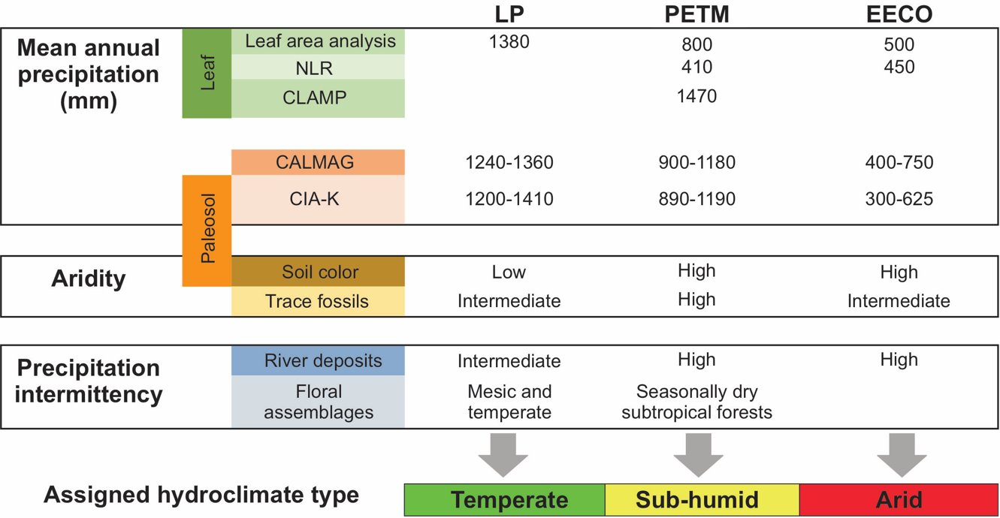 LP PETM EECO
Mean annual
precipitation
(mm)
Leaf
Leaf area analysis 1380 800 500
NLR 410 450
CLAMP 1470
Paleosol
CALMAG 1240-1360 900-1180 400-750
CIA-K 1200-1410 890-1190 300-625
Aridity
Soil color Low High High
Trace fossils Intermediate High Intermediate
Precipitation
intermittency
River deposits Intermediate High High
Floral
assemblages
Mesic and
temperate
Seasonally dry
subtropical forests
Assigned hydroclimate type Temperate Sub-humid Arid